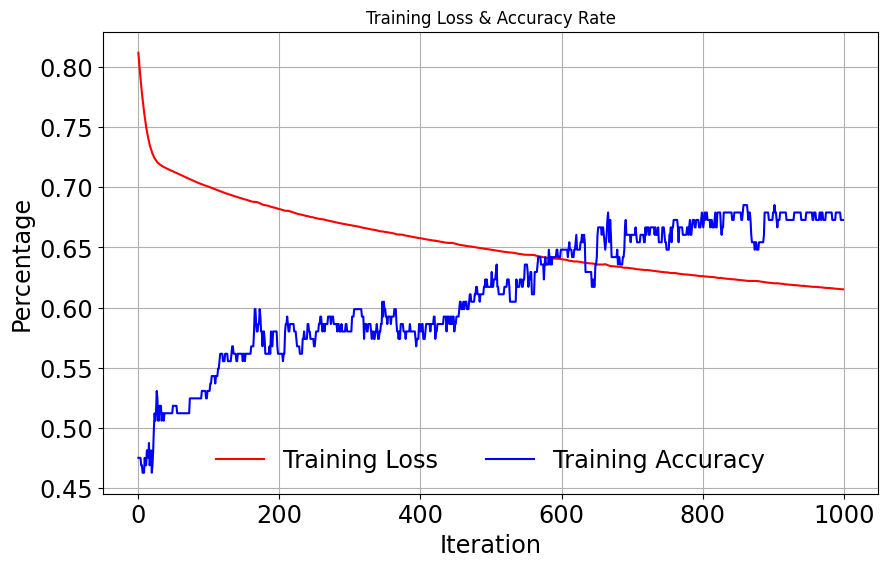 Training Loss & Accuracy Rate
0.80
0.75
0.70
0.65
0.60
0.55
0.50
0.45
Percentage
Training Loss
Training Accuracy
0 200 400 600 800 1000
Iteration